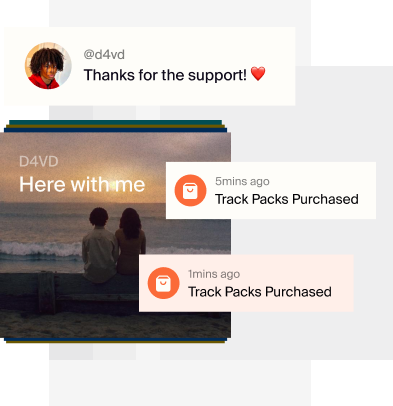 @d4vd
Thanks for the support! ❤️
D4VD
Here with me
5mins ago
Track Packs Purchased
1mins ago
Track Packs Purchased